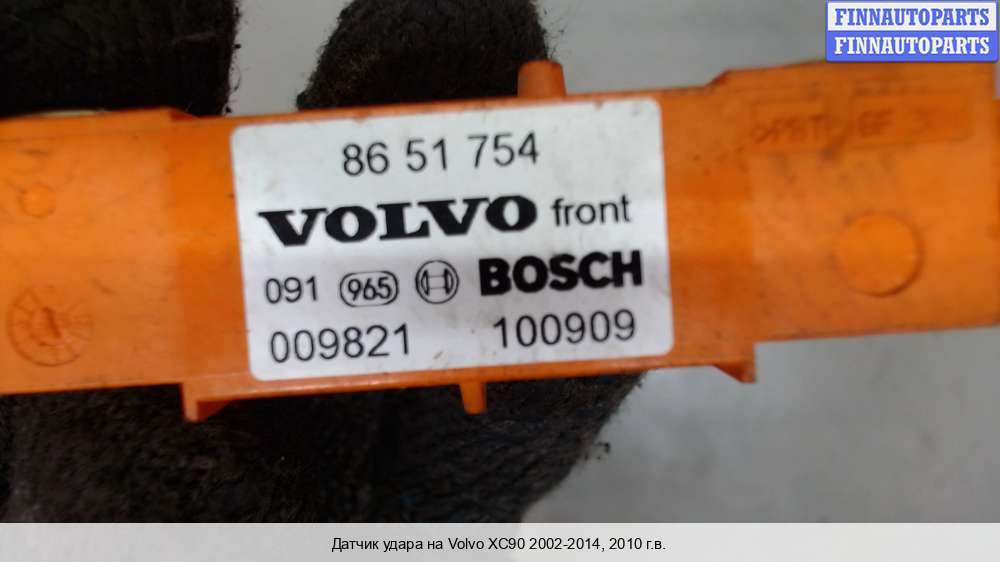 FINNAUTOPARTS
FINNAUTOPARTS
86 51 754
VOLVO front
091 965 BOSCH
009821 100909
Датчик удара на Volvo XC90 2002-2014, 2010 г.в.